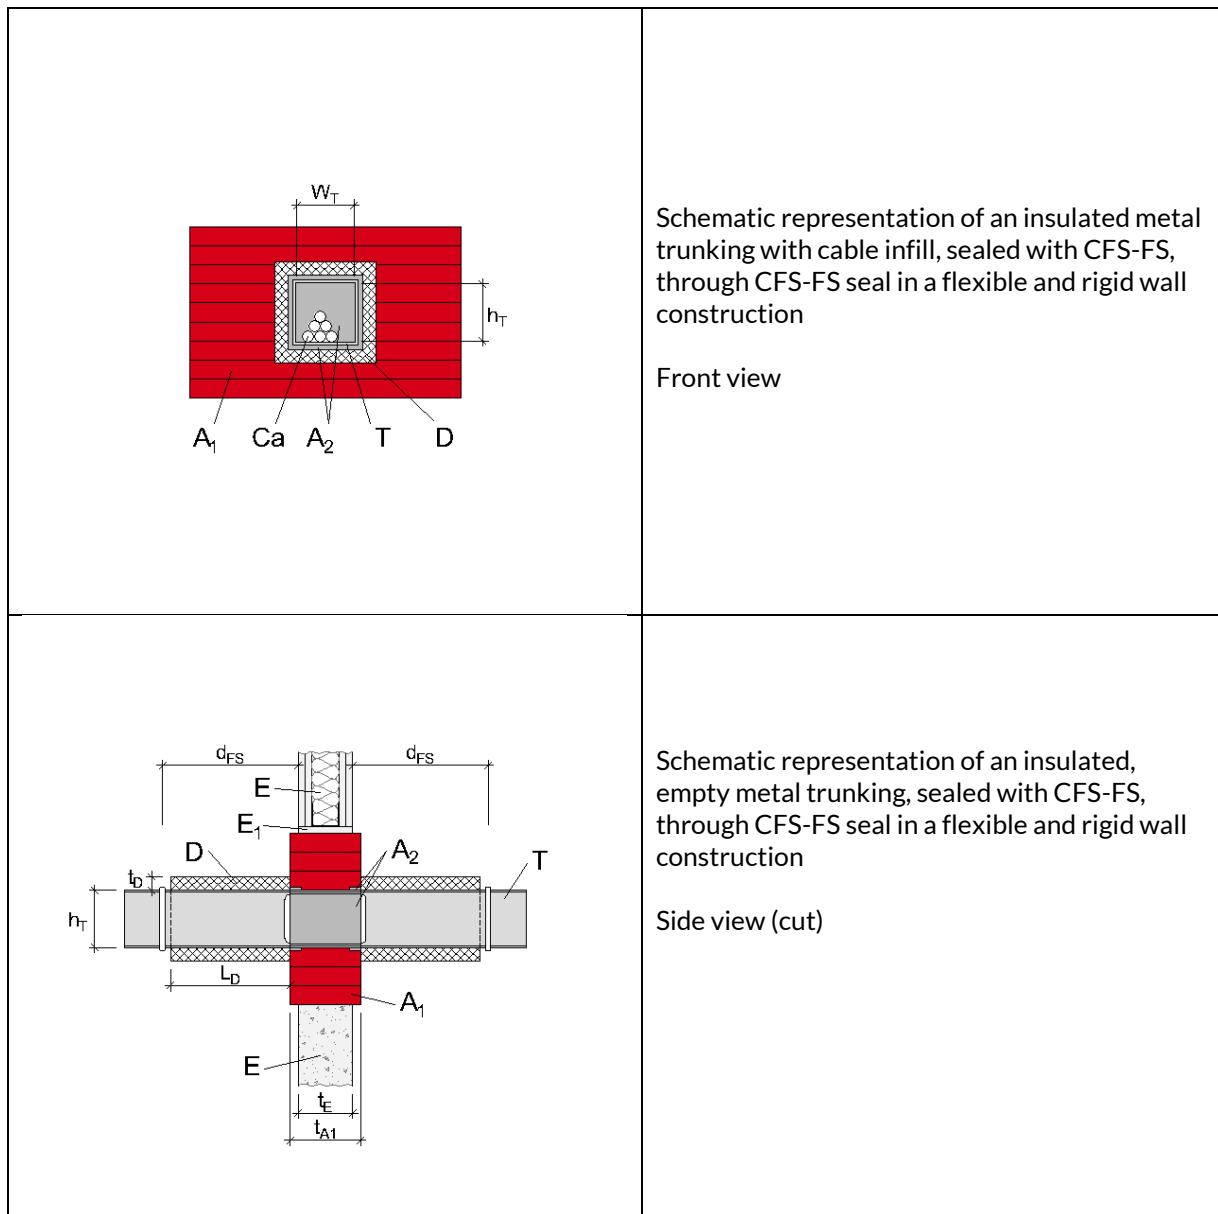 W_T
h_T
A_1 Ca A_2 T D
Schematic representation of an insulated metal
trunking with cable infill, sealed with CFS-FS,
through CFS-FS seal in a flexible and rigid wall
construction
Front view
d_FS d_FS
E
E_1
D A_2 T
t_D
h_T
L_D
A_1
E
t_E
t_A1
Schematic representation of an insulated,
empty metal trunking, sealed with CFS-FS,
through CFS-FS seal in a flexible and rigid wall
construction
Side view (cut)